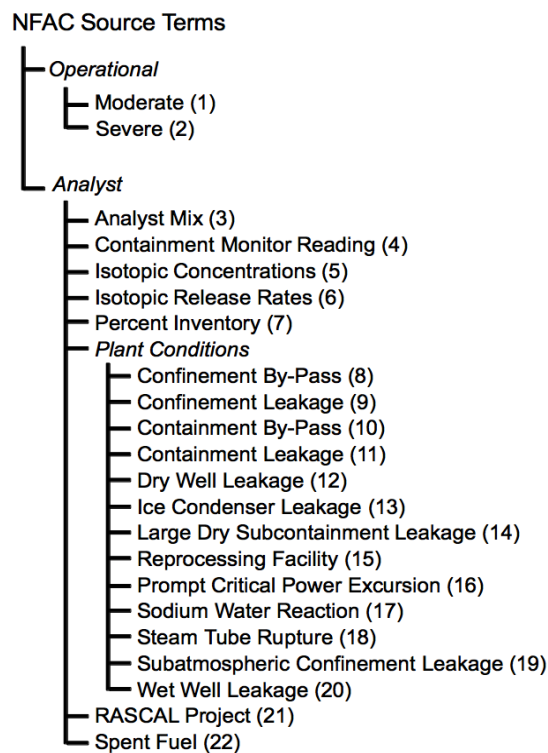 NFAC Source Terms
Operational
Moderate (1)
Severe (2)
Analyst
Analyst Mix (3)
Containment Monitor Reading (4)
Isotopic Concentrations (5)
Isotopic Release Rates (6)
Percent Inventory (7)
Plant Conditions
Confinement By-Pass (8)
Confinement Leakage (9)
Containment By-Pass (10)
Containment Leakage (11)
Dry Well Leakage (12)
Ice Condenser Leakage (13)
Large Dry Subcontainment Leakage (14)
Reprocessing Facility (15)
Prompt Critical Power Excursion (16)
Sodium Water Reaction (17)
Steam Tube Rupture (18)
Subatmospheric Confinement Leakage (19)
Wet Well Leakage (20)
RASCAL Project (21)
Spent Fuel (22)